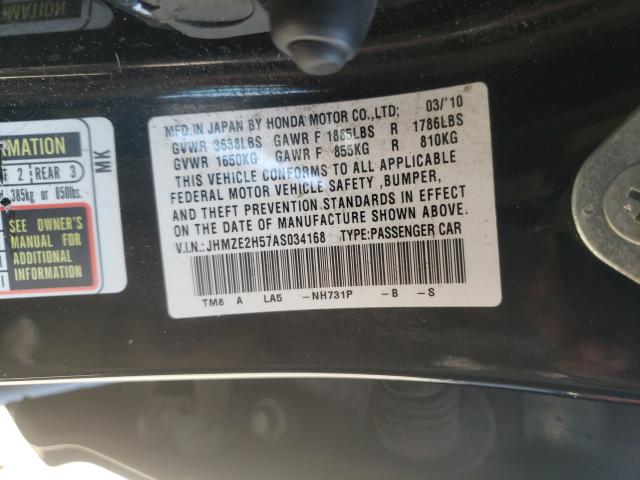 MFD. IN JAPAN BY HONDA MOTOR CO.,LTD; 03/'10
GVWR 3638LBS GAWR F 1885LBS R 1786LBS
GVWR 1650KG GAWR F 855KG R 810KG
THIS VEHICLE CONFORMS TO ALL APPLICABLE
FEDERAL MOTOR VEHICLE SAFETY ,BUMPER,
AND THEFT PREVENTION STANDARDS IN EFFECT
ON THE DATE OF MANUFACTURE SHOWN ABOVE.
V.I.N.: JHMZE2H57AS034168 TYPE:PASSENGER CAR
TM8 A LA5 -NH731P -B -S
RMATION
2 REAR 3
385kg or 850lbs.
SEE OWNER'S
MANUAL FOR
ADDITIONAL
INFORMATION
MK